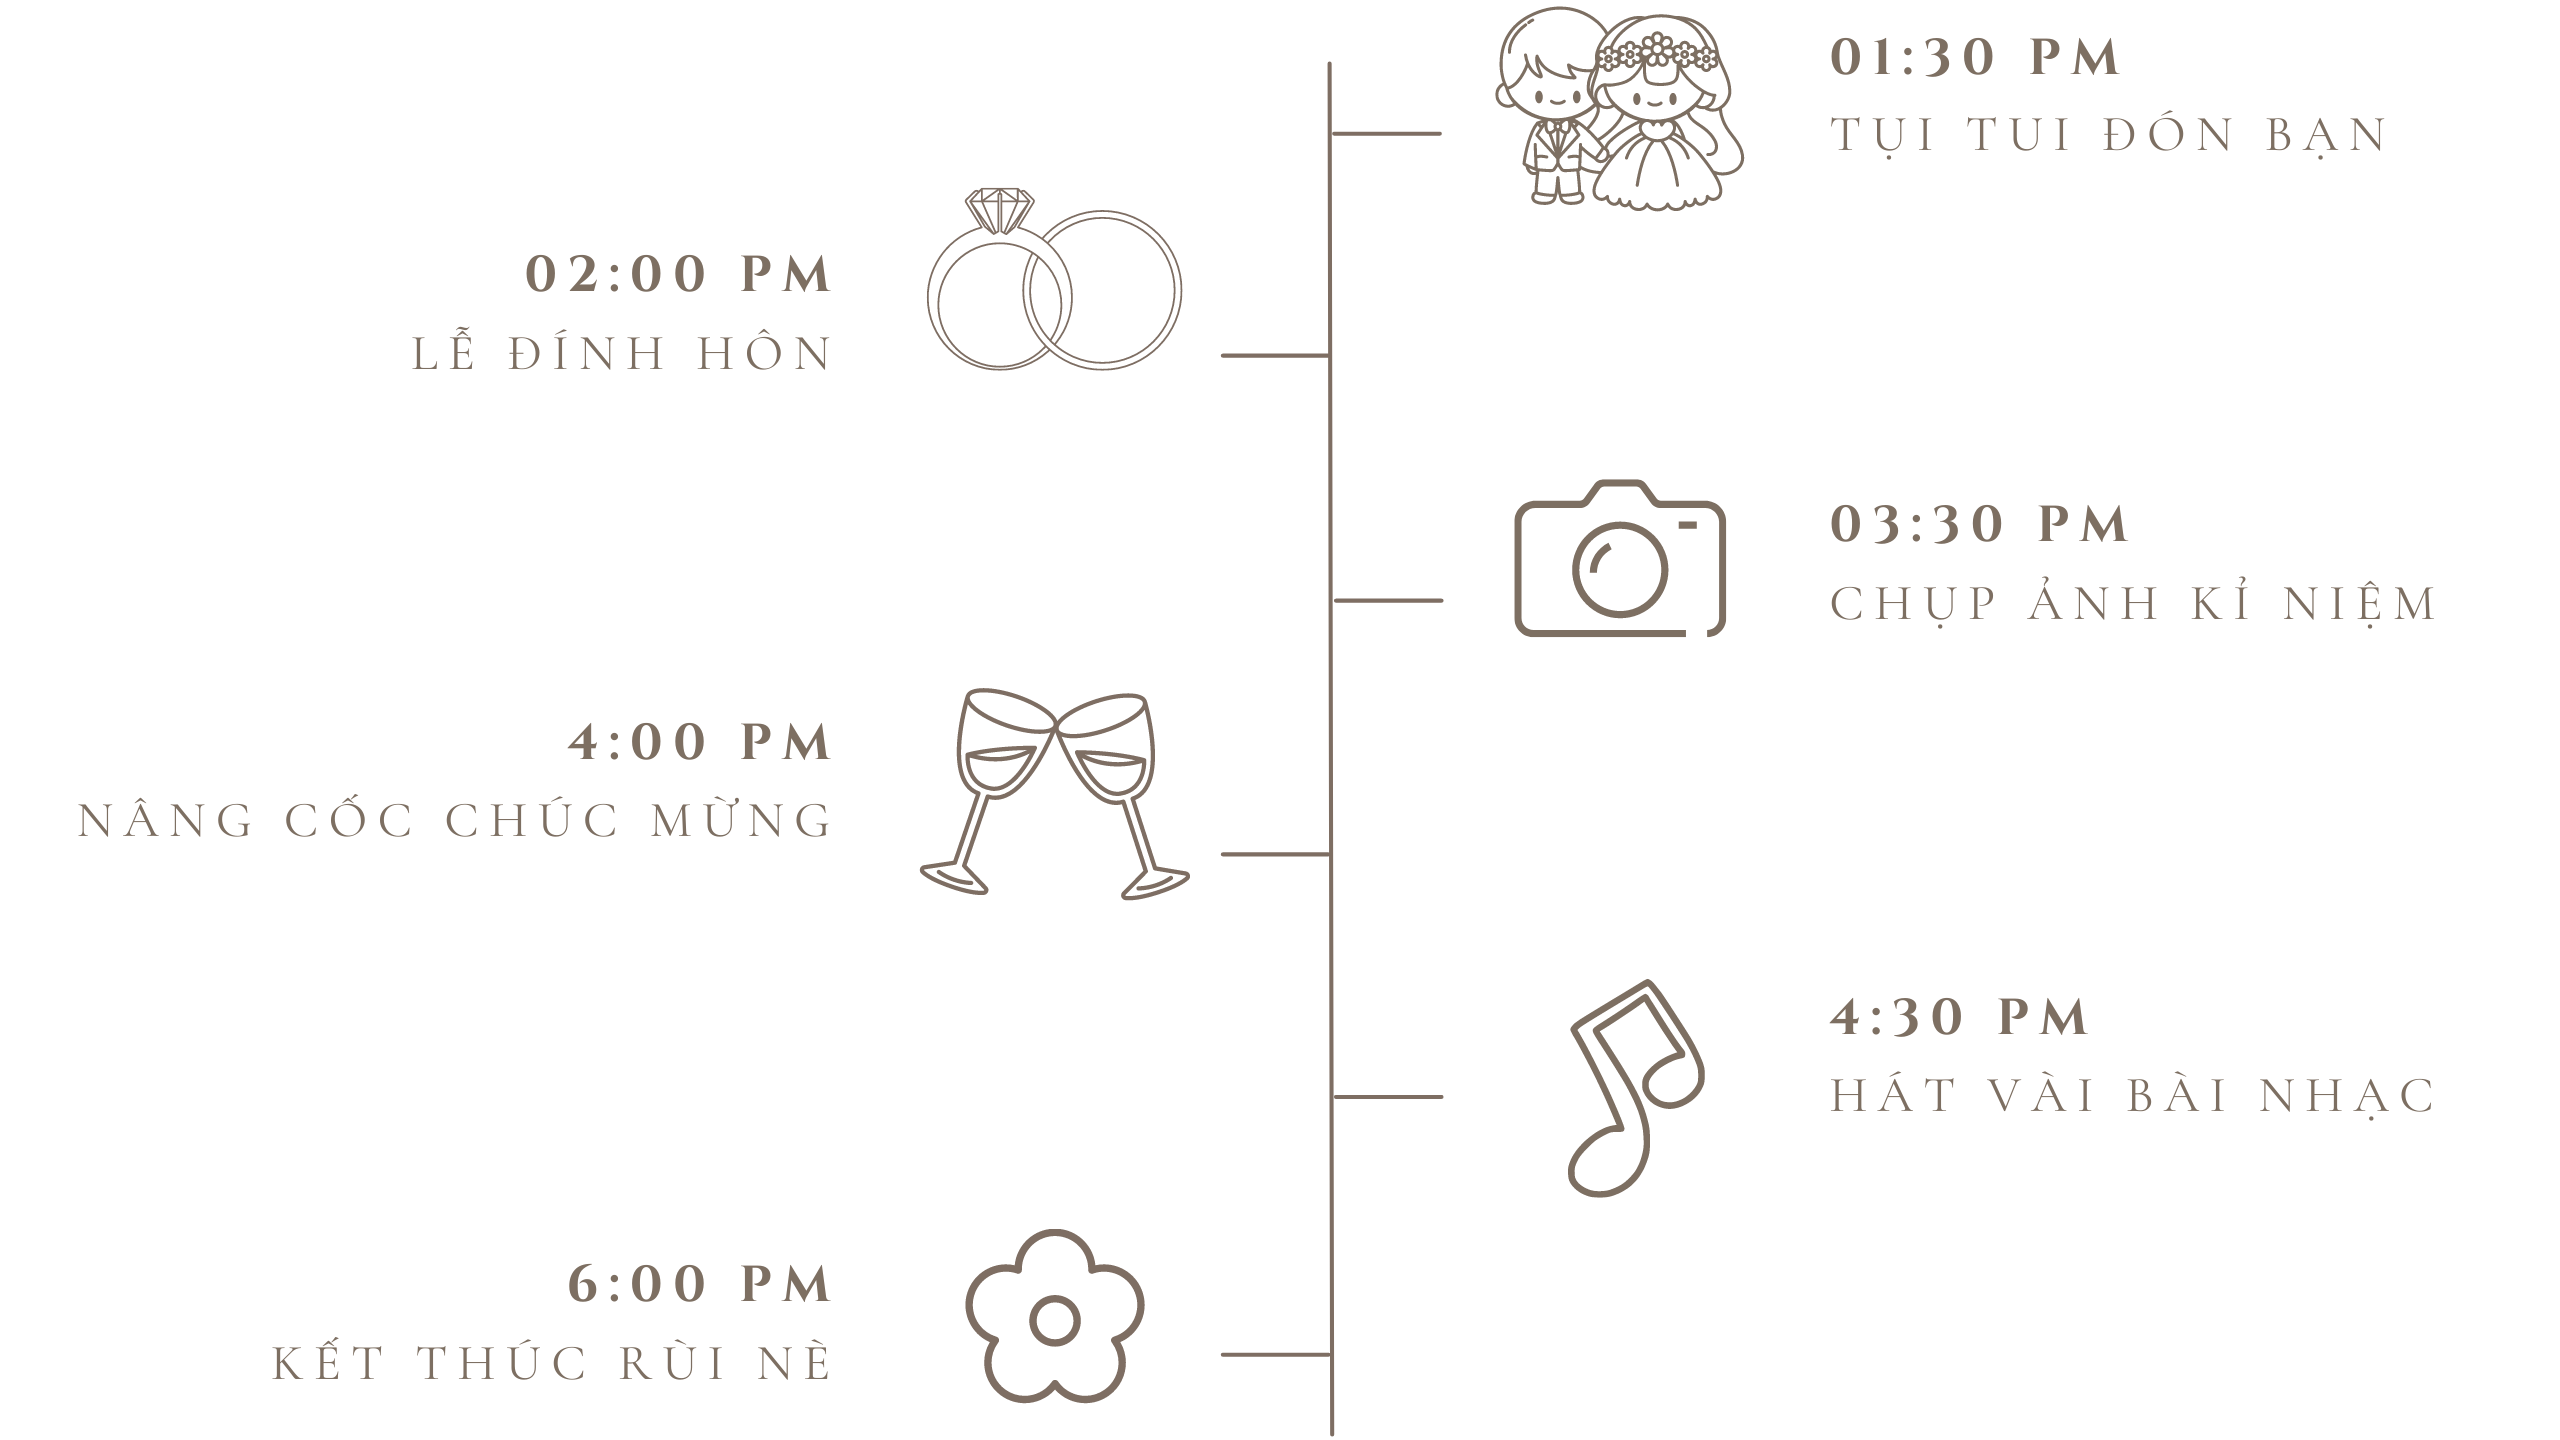 01:30 PM
TỤI TUI ĐÓN BẠN
02:00 PM
LỄ ĐÍNH HÔN
03:30 PM
CHỤP ẢNH KỈ NIỆM
4:00 PM
NÂNG CỐC CHÚC MỪNG
4:30 PM
HÁT VÀI BÀI NHẠC
6:00 PM
KẾT THÚC RÙI NÈ